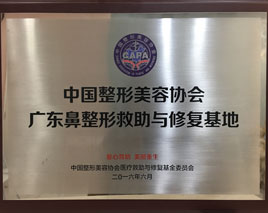 CAPA
中国整形美容协会
广东鼻整形救助与修复基地
中国整形美容协会医疗救助与修复基金委员会
二〇一六年六月